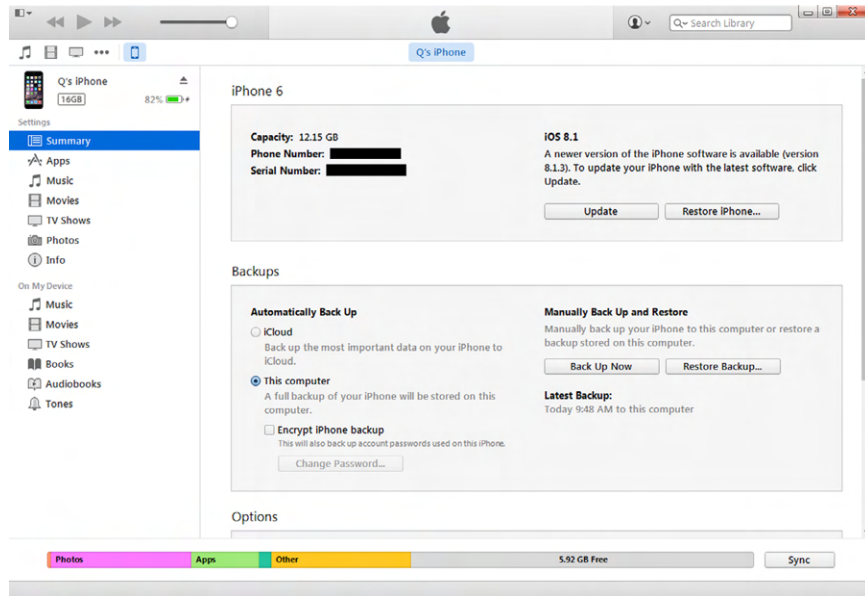 Q's iPhone
Search Library
Q's iPhone
16GB
82%
Settings
Summary
Apps
Music
Movies
TV Shows
Photos
Info
On My Device
Music
Movies
TV Shows
Books
Audiobooks
Tones
iPhone 6
Capacity: 12.15 GB
Phone Number:
Serial Number:
iOS 8.1
A newer version of the iPhone software is available (version
8.1.3). To update your iPhone with the latest software, click
Update.
Update
Restore iPhone...
Backups
Automatically Back Up
iCloud
Back up the most important data on your iPhone to
iCloud.
This computer
A full backup of your iPhone will be stored on this
computer.
Encrypt iPhone backup
This will also back up account passwords used on this iPhone.
Change Password...
Manually Back Up and Restore
Manually back up your iPhone to this computer or restore a
backup stored on this computer.
Back Up Now
Restore Backup...
Latest Backup:
Today 9:48 AM to this computer
Options
Photos
Apps
Other
5.92 GB Free
Sync